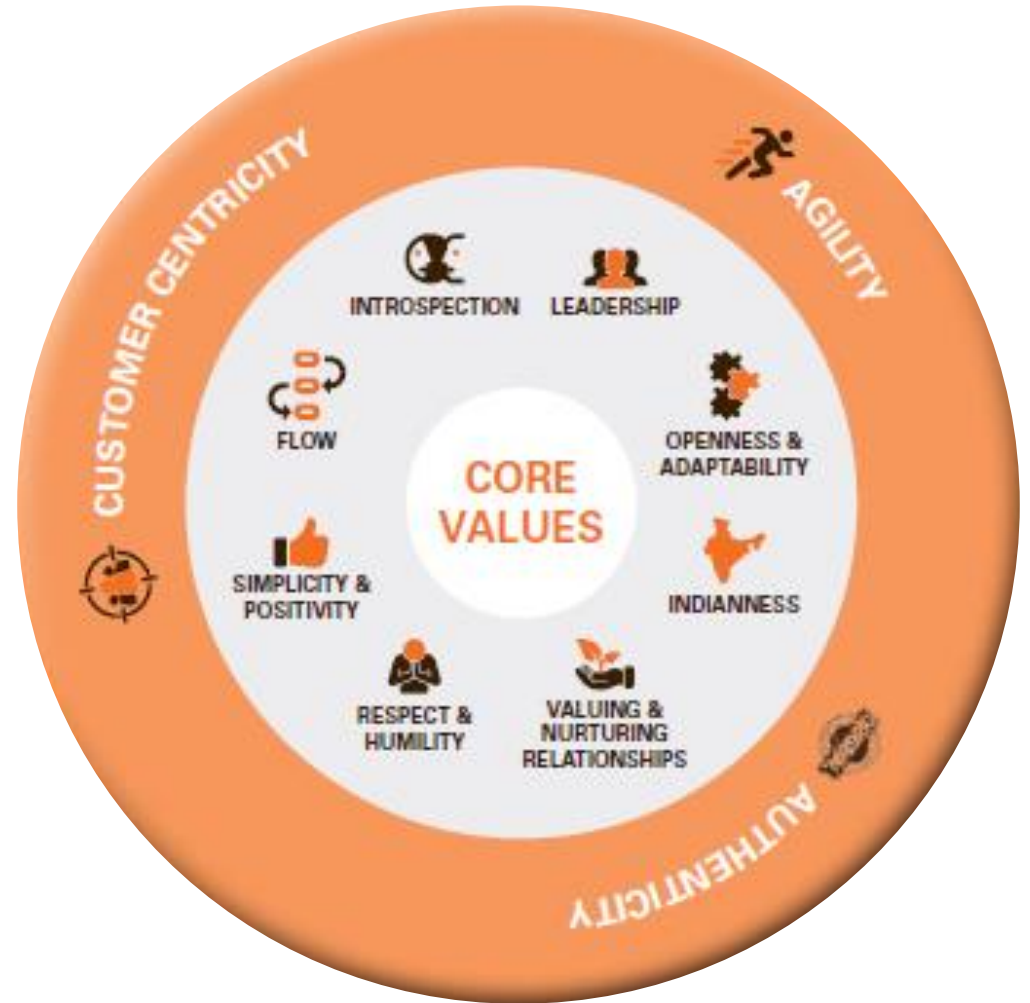 CUSTOMER CENTRICITY
AGILITY
AUTHENTICITY
INTROSPECTION
LEADERSHIP
FLOW
OPENNESS &
ADAPTABILITY
CORE
VALUES
SIMPLICITY &
POSITIVITY
INDIANNESS
RESPECT &
HUMILITY
VALUING &
NURTURING
RELATIONSHIPS